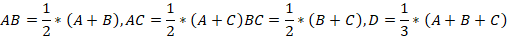 AB = 1/2 * (A + B), AC = 1/2 * (A + C)BC = 1/2 * (B + C), D = 1/3 * (A + B + C)